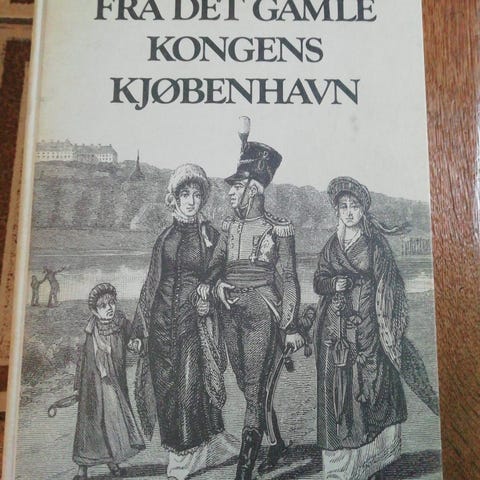 FRA DET GAMLE
KONGENS
KJØBENHAVN